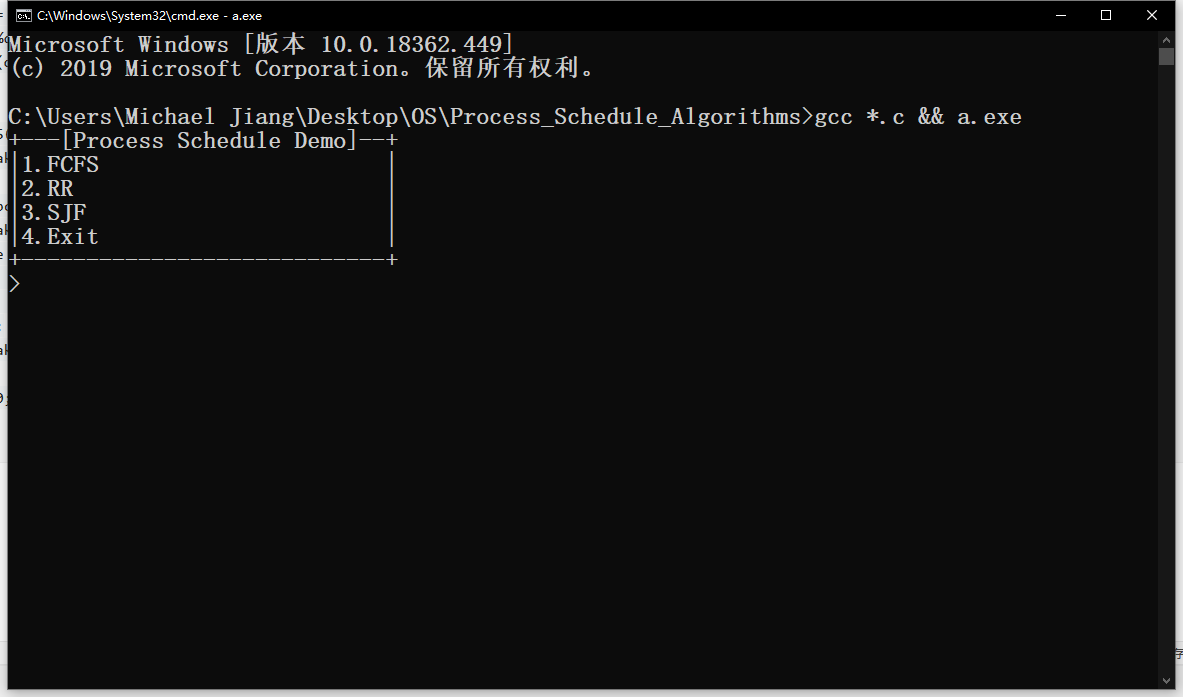 C:\Windows\System32\cmd.exe - a.exe
Microsoft Windows [版本 10.0.18362.449]
(c) 2019 Microsoft Corporation。保留所有权利。
C:\Users\Michael Jiang\Desktop\OS\Process_Schedule_Algorithms>gcc *.c && a.exe
+---[Process Schedule Demo]--+
|1.FCFS                      |
|2.RR                        |
|3.SJF                       |
|4.Exit                      |
+----------------------------+
>